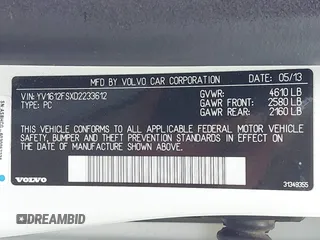 MFD BY VOLVO CAR CORPORATION
DATE: 05/13
VIN: YV1612FSXD2233612
TYPE: PC
GVWR: 4610 LB
GAWR FRONT: 2580 LB
GAWR REAR: 2160 LB
THIS VEHICLE CONFORMS TO ALL APPLICABLE FEDERAL MOTOR VEHICLE
SAFETY, BUMPER, AND THEFT PREVENTION STANDARDS
IN EFFECT ON THE DATE OF MANUFACTURE SHOWN ABOVE.
VOLVO
31349355
DREAMBID